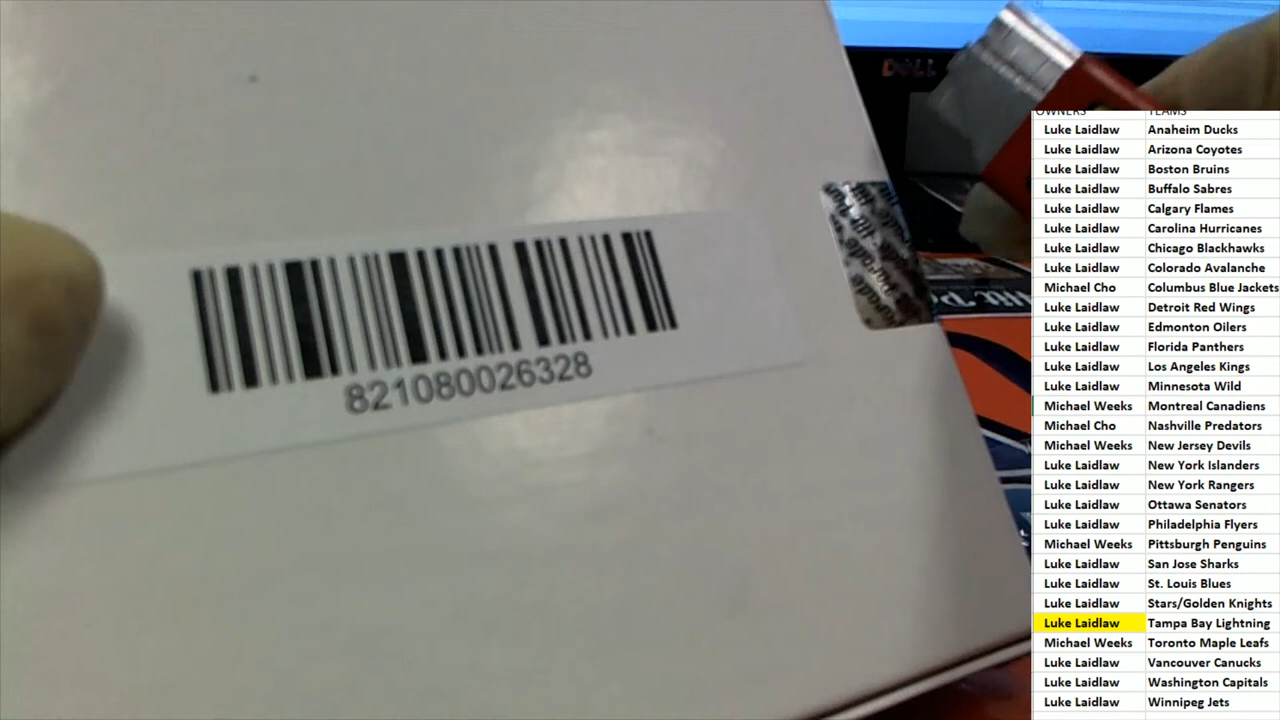 DELL
Parade
821080026328
OWNERS TEAMS
Luke Laidlaw Anaheim Ducks
Luke Laidlaw Arizona Coyotes
Luke Laidlaw Boston Bruins
Luke Laidlaw Buffalo Sabres
Luke Laidlaw Calgary Flames
Luke Laidlaw Carolina Hurricanes
Luke Laidlaw Chicago Blackhawks
Luke Laidlaw Colorado Avalanche
Michael Cho Columbus Blue Jackets
Luke Laidlaw Detroit Red Wings
Luke Laidlaw Edmonton Oilers
Luke Laidlaw Florida Panthers
Luke Laidlaw Los Angeles Kings
Luke Laidlaw Minnesota Wild
Michael Weeks Montreal Canadiens
Michael Cho Nashville Predators
Michael Weeks New Jersey Devils
Luke Laidlaw New York Islanders
Luke Laidlaw New York Rangers
Luke Laidlaw Ottawa Senators
Luke Laidlaw Philadelphia Flyers
Michael Weeks Pittsburgh Penguins
Luke Laidlaw San Jose Sharks
Luke Laidlaw St. Louis Blues
Luke Laidlaw Stars/Golden Knights
Luke Laidlaw Tampa Bay Lightning
Michael Weeks Toronto Maple Leafs
Luke Laidlaw Vancouver Canucks
Luke Laidlaw Washington Capitals
Luke Laidlaw Winnipeg Jets